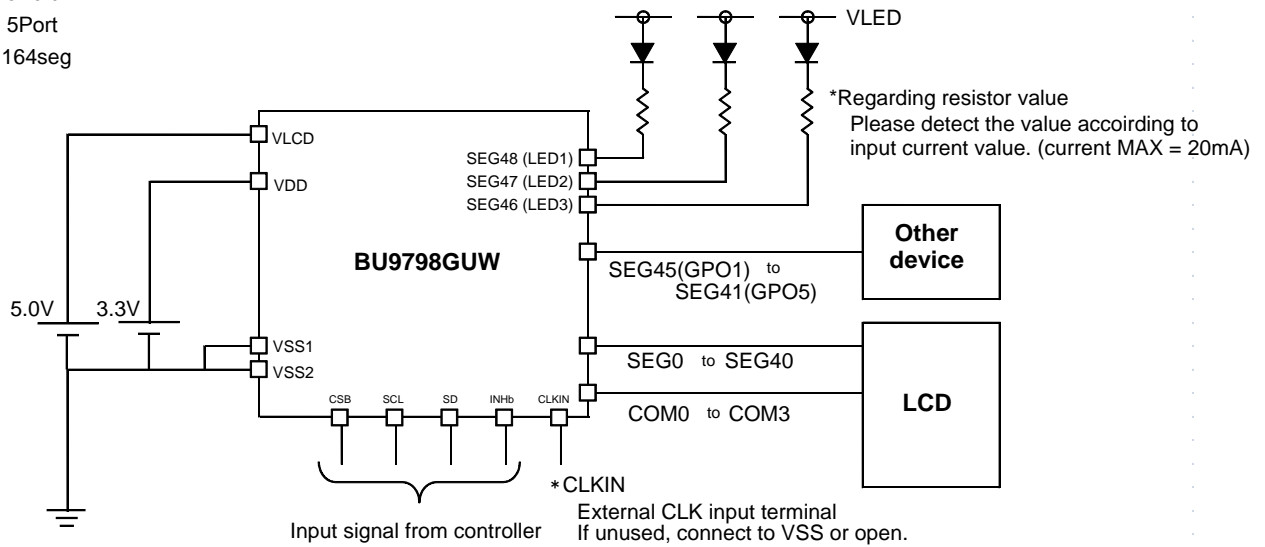 5Port
164seg
VLED
*Regarding resistor value
Please detect the value accoirding to
input current value. (current MAX = 20mA)
VLCD
VDD
SEG48 (LED1)
SEG47 (LED2)
SEG46 (LED3)
BU9798GUW
Other
device
SEG45(GPO1) to
SEG41(GPO5)
5.0V
3.3V
VSS1
VSS2
SEG0 to SEG40
COM0 to COM3
LCD
CSB
SCL
SD
INHb
CLKIN
*CLKIN
External CLK input terminal
If unused, connect to VSS or open.
Input signal from controller